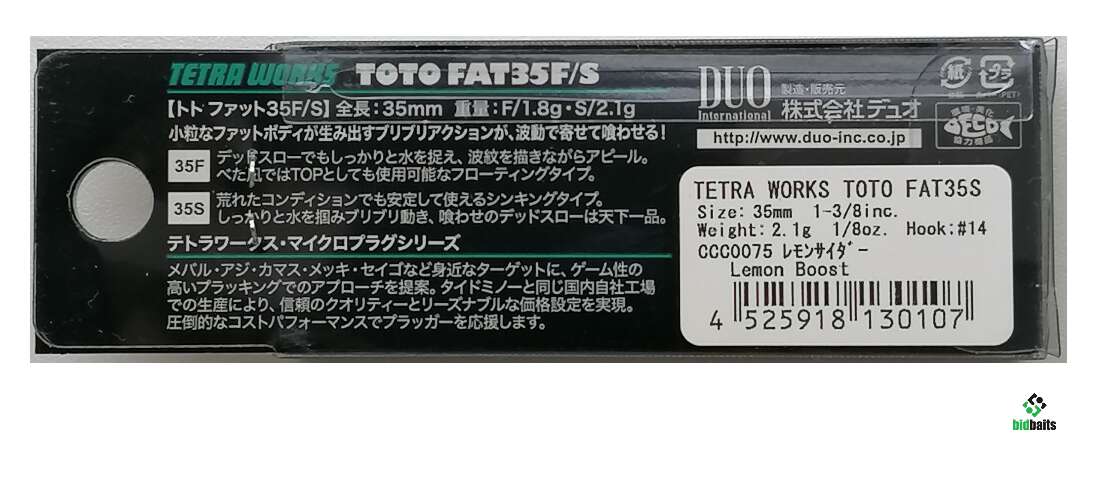 TETRA WORKS TOTO FAT35F/S
【トト ファット35F/S】全長：35mm 重量：F/1.8g・S/2.1g
小粒なファットボディが生み出すブリブリアクションが、波動で寄せて喰わせる！
35F
デッドスローでもしっかりと水を捉え、波紋を描きながらアピール。
べた凪ではTOPとしても使用可能なフローティングタイプ。
35S
荒れたコンディションでも安定して使えるシンキングタイプ。
しっかりと水を掴みブリブリ動き、喰わせのデッドスローは天下一品。
テトラワークス・マイクロプラグシリーズ
メバル・アジ・カマス・メッキ・セイゴなど身近なターゲットに、ゲーム性の
高いプラッキングでのアプローチを提案。タイドミノーと同じ国内自社工場
での生産により、信頼のクオリティーとリーズナブルな価格設定を実現。
圧倒的なコストパフォーマンスでプラッガーを応援します。
DUO
International
製造・販売元
株式会社デュオ
http://www.duo-inc.co.jp
紙
プラ
協力商品
TETRA WORKS TOTO FAT35S
Size: 35mm 1-3/8inc.
Weight: 2.1g 1/8oz. Hook:#14
CCC0075 ﾚﾓﾝｻｲﾀﾞｰ
Lemon Boost
4 525918 130107
bidbaits